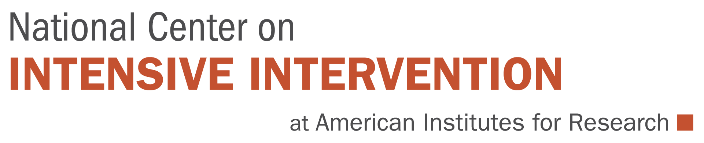 National Center on
INTENSIVE INTERVENTION
at American Institutes for Research